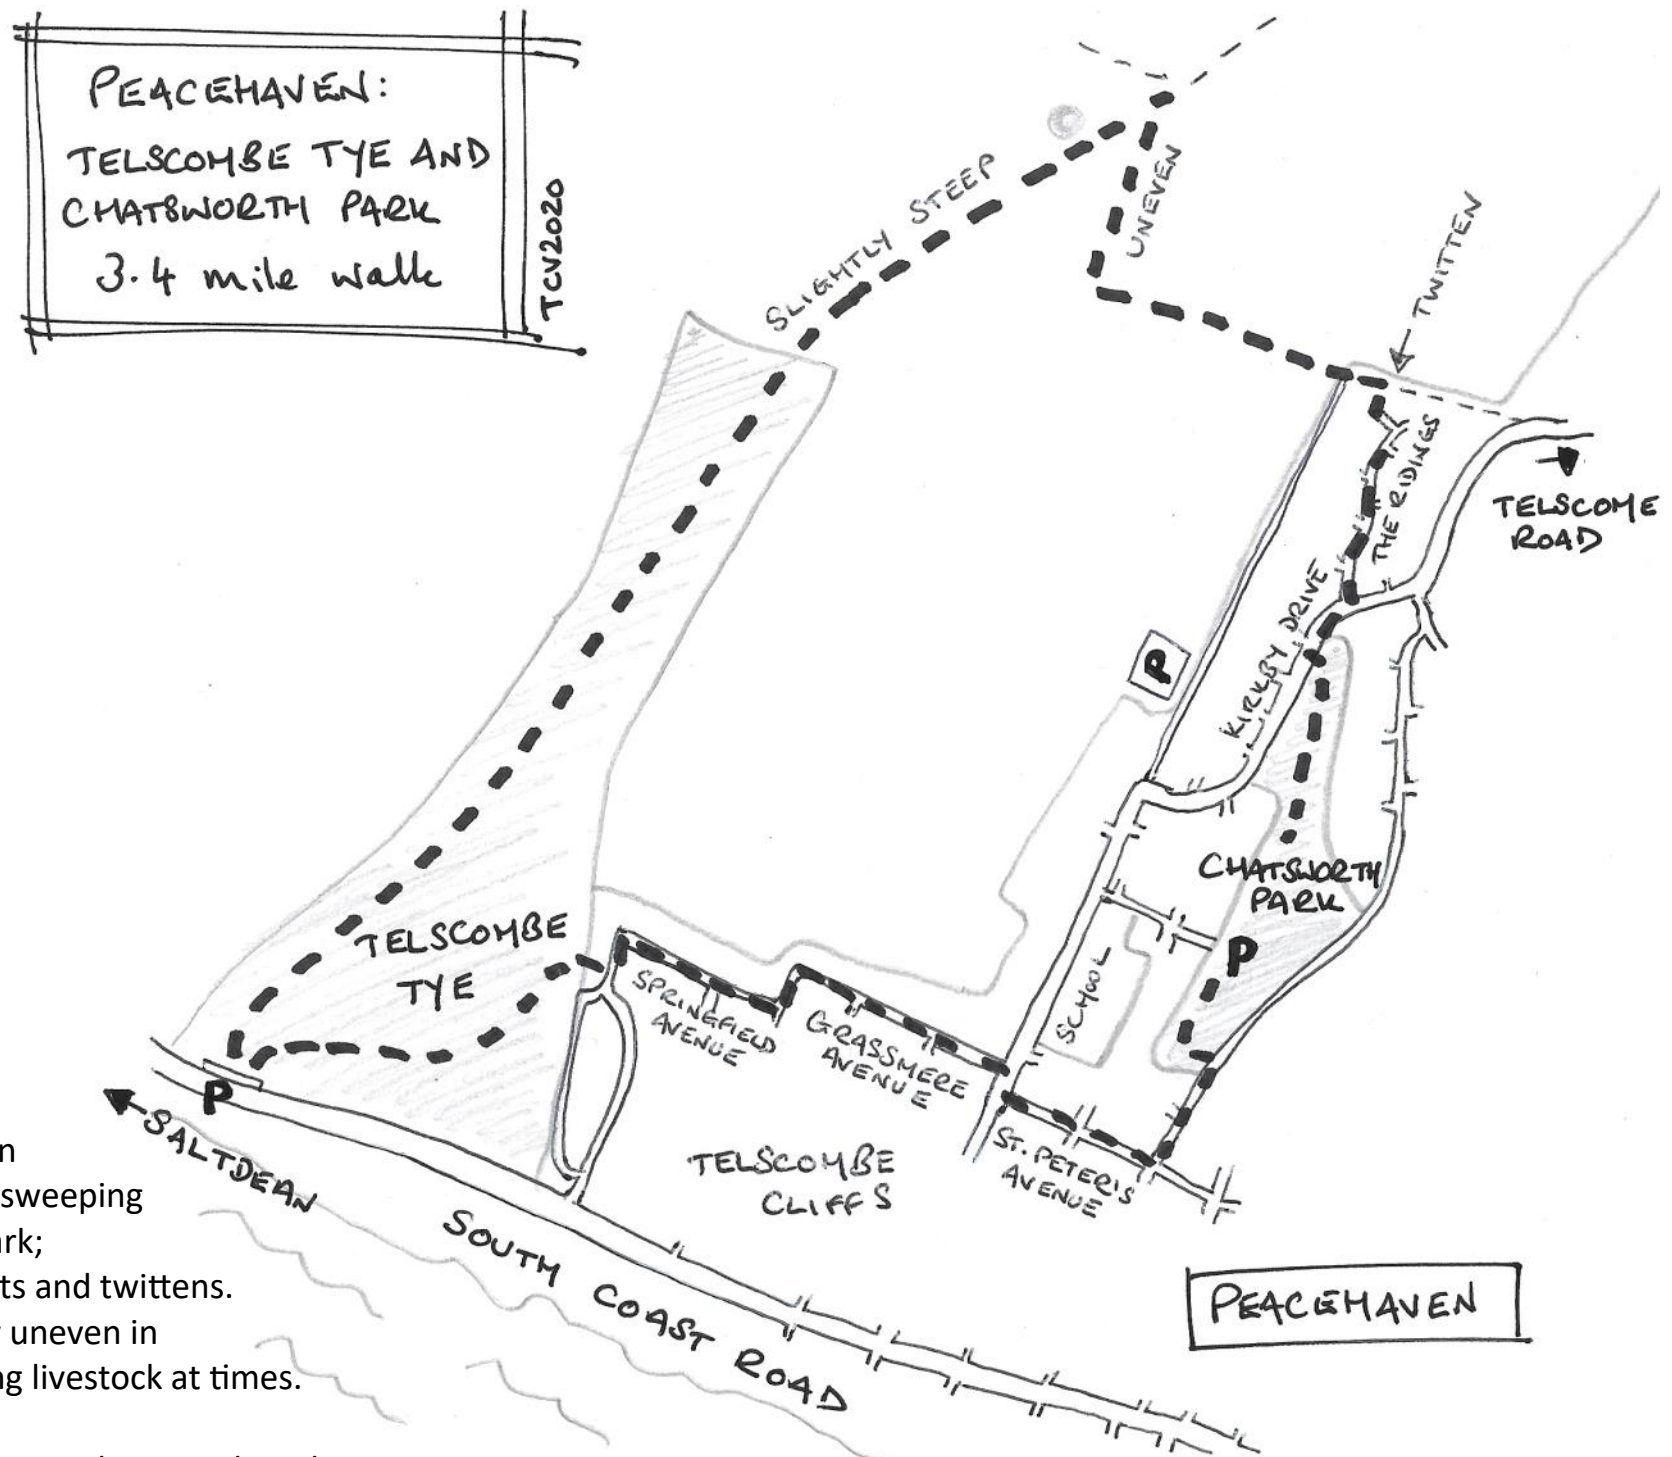 PEACEHAVEN:
TELSCOMBE TYE AND
CHATSWORTH PARK
3.4 mile walk
TCV2020
SLIGHTLY STEEP
UNEVEN
TWITTEN
THE RIDINGS
TELSCOME
ROAD
KIRKBY DRIVE
P
CHATSWORTH
PARK
P
TELSCOMBE
TYE
SPRINGFIELD
AVENUE
GRASSMERE
AVENUE
SCHOOL
ST. PETER'S
AVENUE
P
SALTDEAN
TELSCOMBE
CLIFFS
SOUTH COAST ROAD
PEACEHAVEN
n
sweeping
ark;
ts and twittens.
uneven in
ng livestock at times.